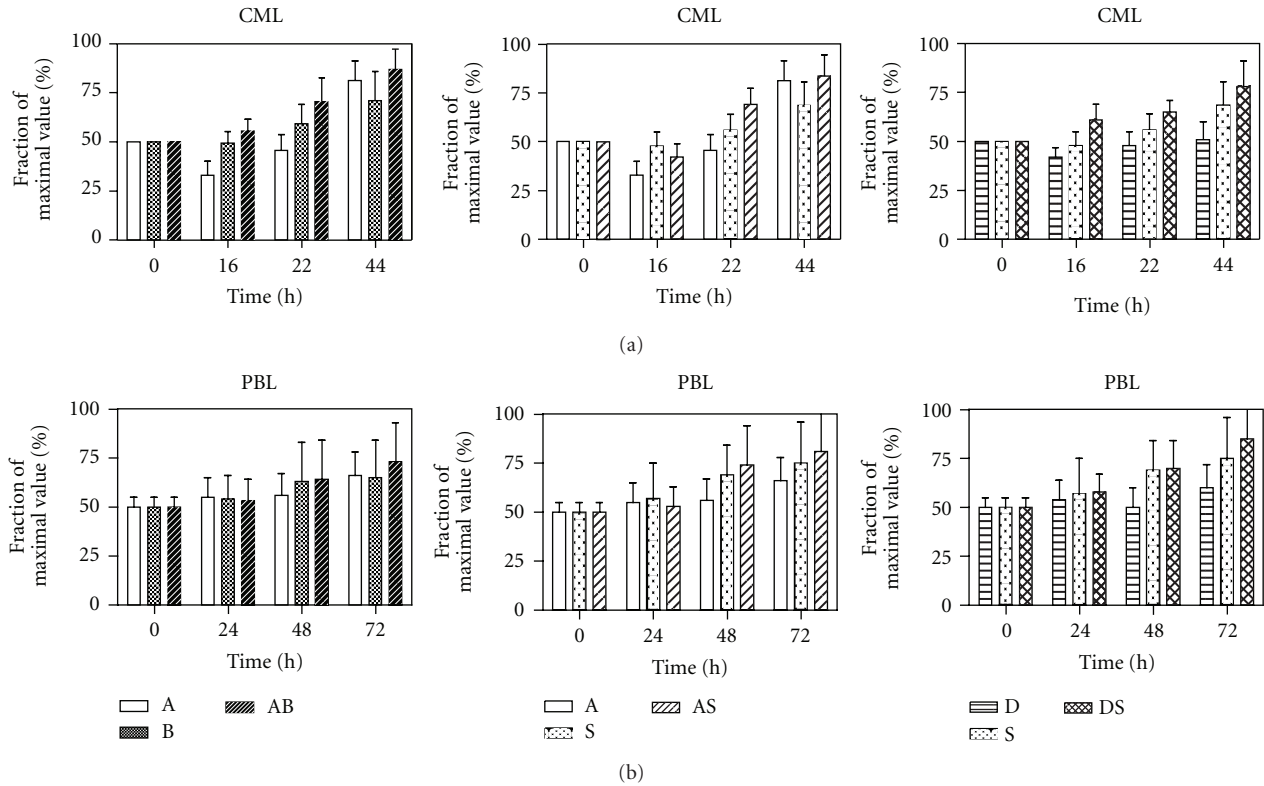 CML
Fraction of
maximal value (%)
100
75
50
25
0
0 16 22 44
Time (h)
CML
Fraction of
maximal value (%)
100
75
50
25
0
0 16 22 44
Time (h)
CML
Fraction of
maximal value (%)
100
75
50
25
0
0 16 22 44
Time (h)
(a)
PBL
Fraction of
maximal value (%)
100
75
50
25
0
0 24 48 72
Time (h)
A AB
B
PBL
Fraction of
maximal value (%)
100
75
50
25
0
0 24 48 72
Time (h)
A AS
S
PBL
Fraction of
maximal value (%)
100
75
50
25
0
0 24 48 72
Time (h)
D DS
S
(b)